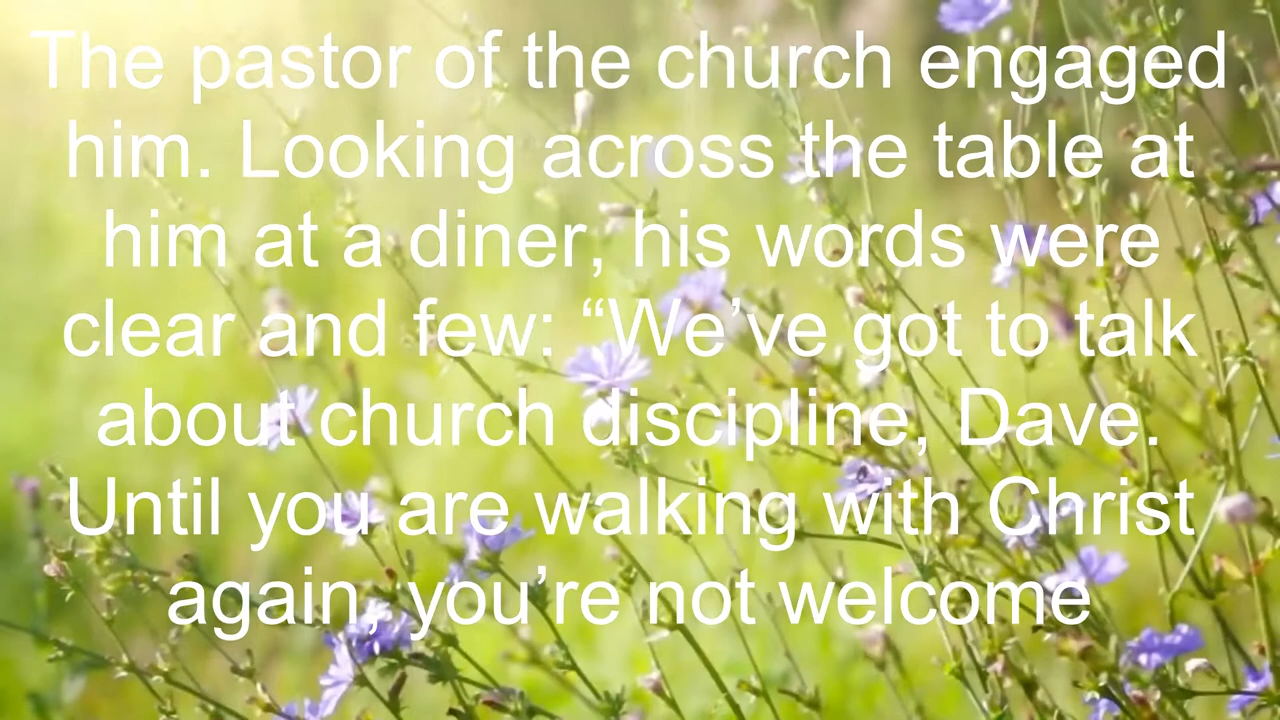 The pastor of the church engaged
him. Looking across the table at
him at a diner, his words were
clear and few: “We’ve got to talk
about church discipline, Dave.
Until you are walking with Christ
again, you’re not welcome